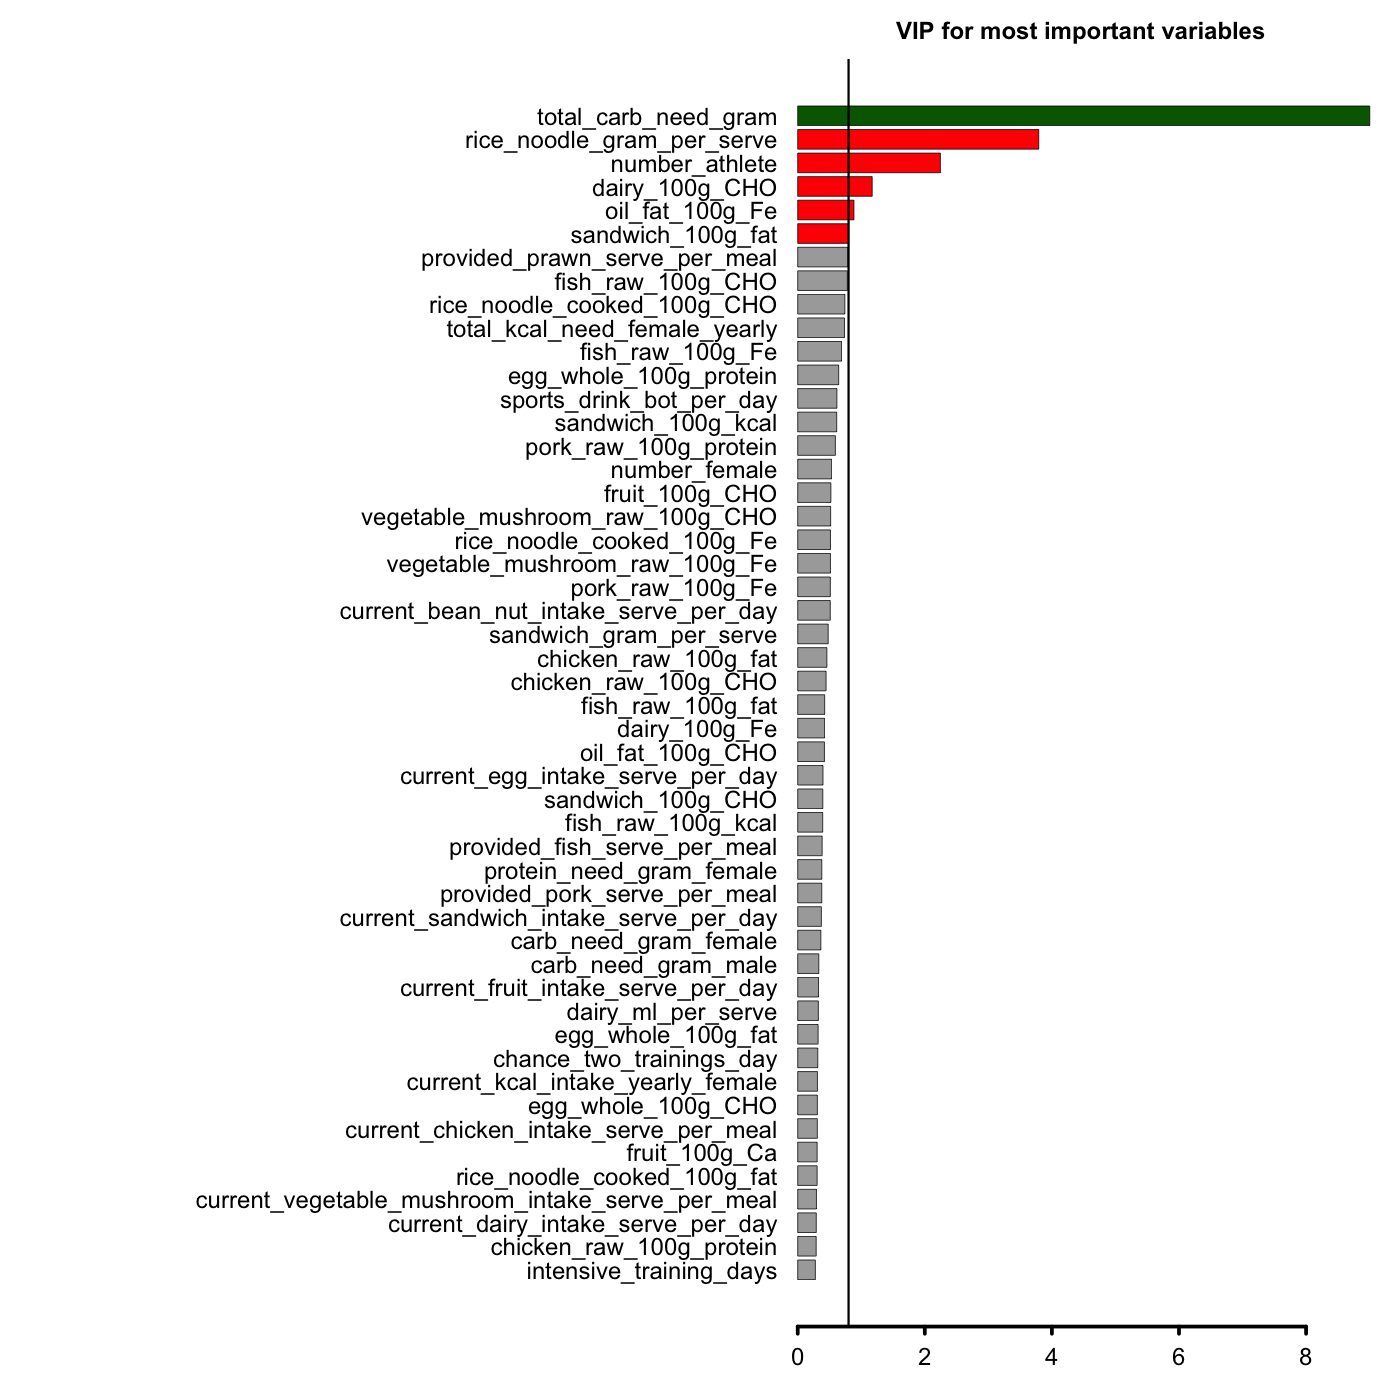 VIP for most important variables
total_carb_need_gram
rice_noodle_gram_per_serve
number_athlete
dairy_100g_CHO
oil_fat_100g_Fe
sandwich_100g_fat
provided_prawn_serve_per_meal
fish_raw_100g_CHO
rice_noodle_cooked_100g_CHO
total_kcal_need_female_yearly
fish_raw_100g_Fe
egg_whole_100g_protein
sports_drink_bot_per_day
sandwich_100g_kcal
pork_raw_100g_protein
number_female
fruit_100g_CHO
vegetable_mushroom_raw_100g_CHO
rice_noodle_cooked_100g_Fe
vegetable_mushroom_raw_100g_Fe
pork_raw_100g_Fe
current_bean_nut_intake_serve_per_day
sandwich_gram_per_serve
chicken_raw_100g_fat
chicken_raw_100g_CHO
fish_raw_100g_fat
dairy_100g_Fe
oil_fat_100g_CHO
current_egg_intake_serve_per_day
sandwich_100g_CHO
fish_raw_100g_kcal
provided_fish_serve_per_meal
protein_need_gram_female
provided_pork_serve_per_meal
current_sandwich_intake_serve_per_day
carb_need_gram_female
carb_need_gram_male
current_fruit_intake_serve_per_day
dairy_ml_per_serve
egg_whole_100g_fat
chance_two_trainings_day
current_kcal_intake_yearly_female
egg_whole_100g_CHO
current_chicken_intake_serve_per_meal
fruit_100g_Ca
rice_noodle_cooked_100g_fat
current_vegetable_mushroom_intake_serve_per_meal
current_dairy_intake_serve_per_day
chicken_raw_100g_protein
intensive_training_days
0 2 4 6 8